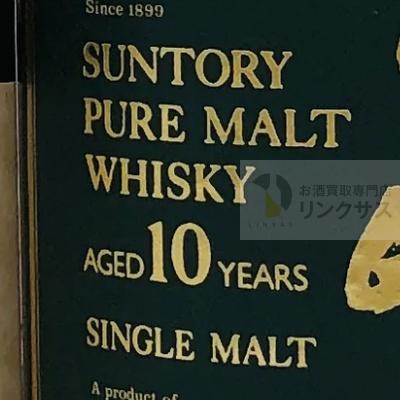 Since 1899
SUNTORY
PURE MALT
WHISKY
お酒買取専門店
リンクサス
LINXAS
AGED 10 YEARS
SINGLE MALT
A product of